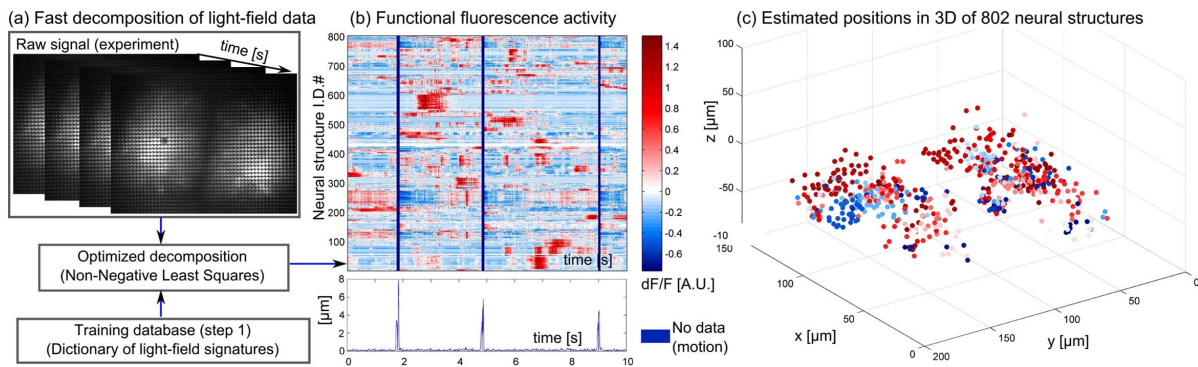 (a) Fast decomposition of light-field data
Raw signal (experiment)
time [s]
Optimized decomposition
(Non-Negative Least Squares)
Training database (step 1)
(Dictionary of light-field signatures)
(b) Functional fluorescence activity
Neural structure I.D.#
800
700
600
500
400
300
200
100
time [s]
1.4
1.2
1
0.8
0.6
0.4
0.2
0
-0.2
-0.4
-0.6
dF/F [A.U.]
[µm]
8
6
4
2
0
time [s]
0 2 4 6 8 10
No data
(motion)
(c) Estimated positions in 3D of 802 neural structures
z [µm]
100
50
0
-50
-10
150
100
50
0
x [µm]
200
150
100
50
0
y [µm]